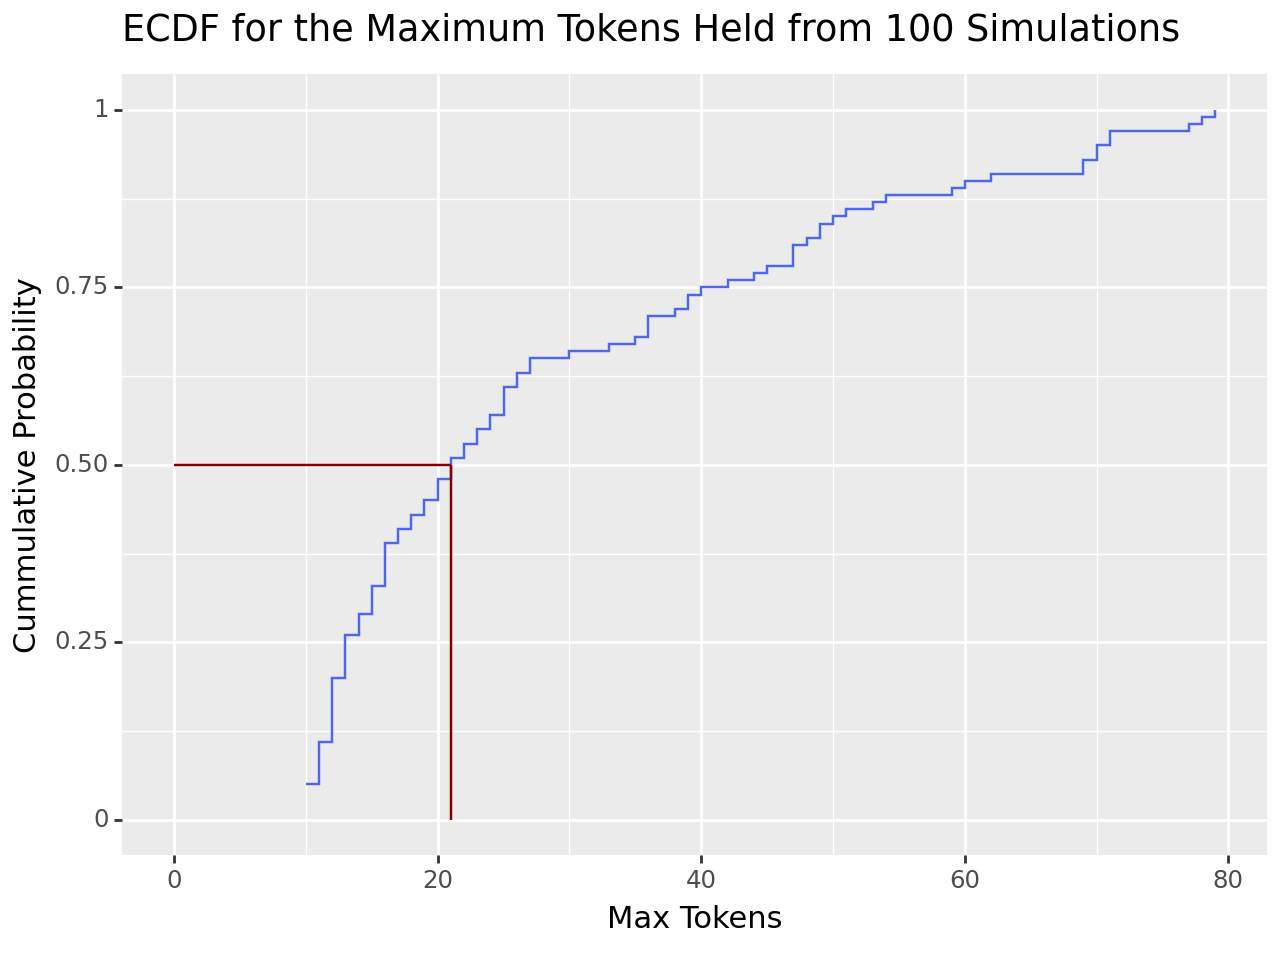 ECDF for the Maximum Tokens Held from 100 Simulations
Cummulative Probability
1
0.75
0.50
0.25
0
0 20 40 60 80
Max Tokens